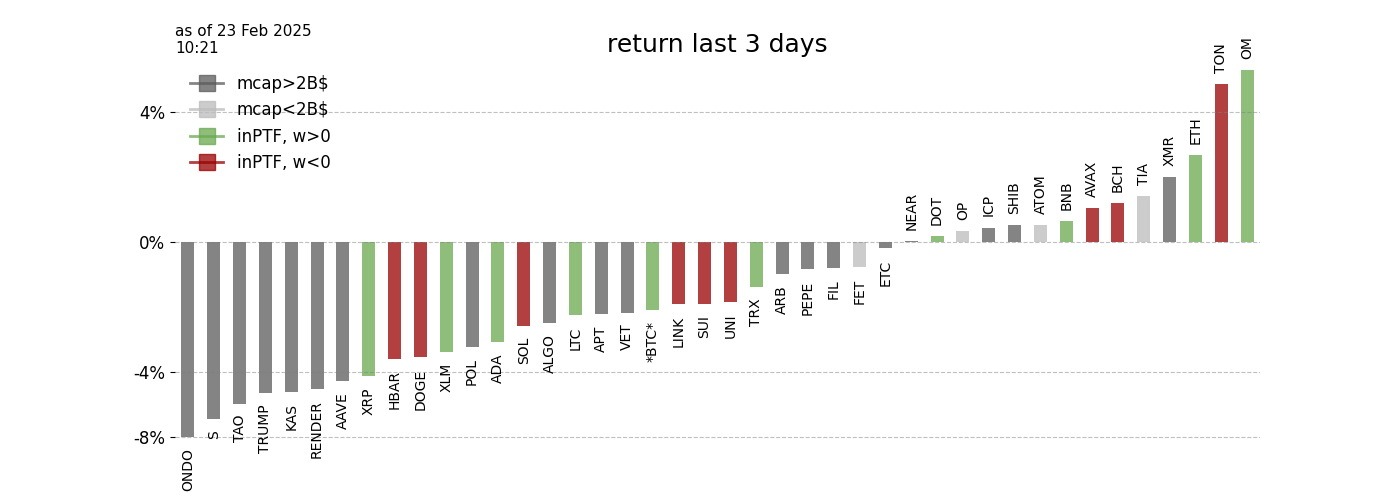 as of 23 Feb 2025
10:21
return last 3 days
mcap>2B$
mcap<2B$
inPTF, w>0
inPTF, w<0
4%
0%
-4%
-8%
ONDO
S
TAO
TRUMP
KAS
RENDER
AAVE
XRP
HBAR
DOGE
XLM
POL
ADA
SOL
ALGO
LTC
APT
VET
*BTC*
LINK
SUI
UNI
TRX
ARB
PEPE
FIL
FET
ETC
NEAR
DOT
OP
ICP
SHIB
ATOM
BNB
AVAX
BCH
TIA
XMR
ETH
TON
OM